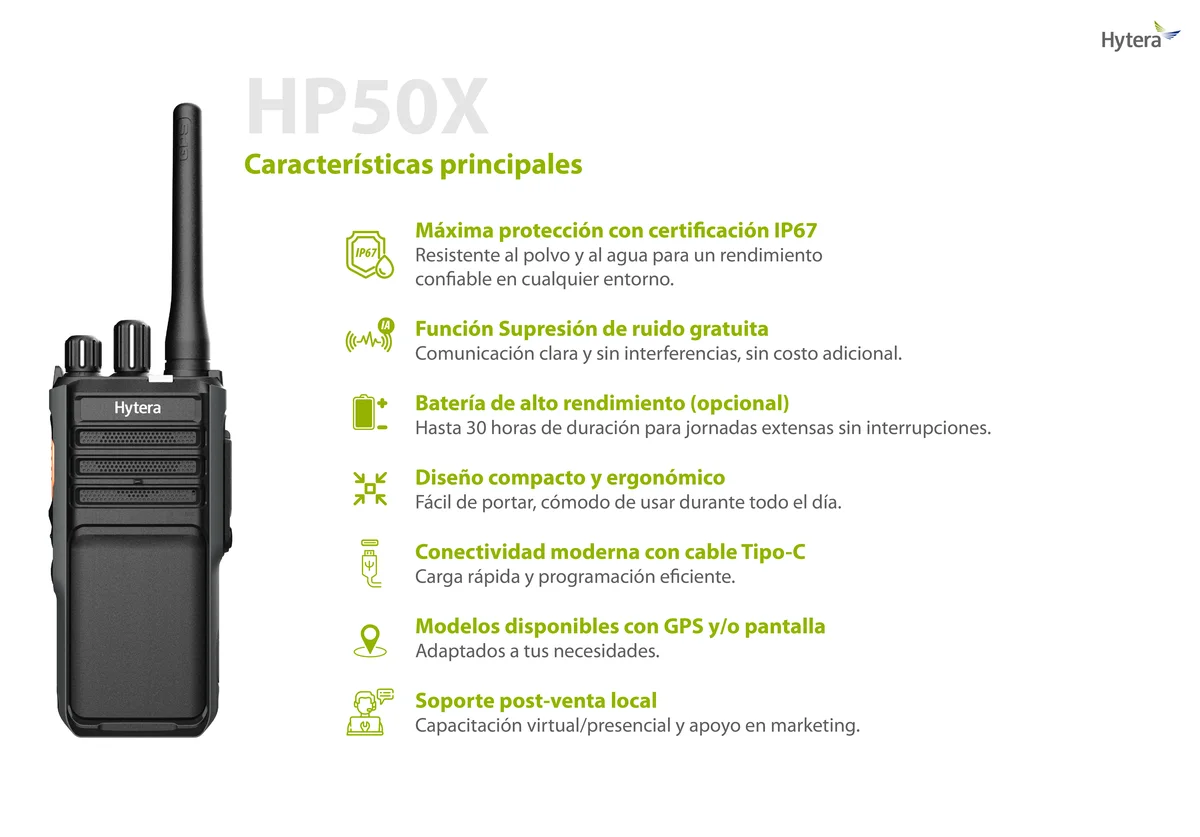 Hytera
HP50X
Características principales
Máxima protección con certificación IP67
IP67
Resistente al polvo y al agua para un rendimiento
confiable en cualquier entorno.
IA
Función Supresión de ruido gratuita
Comunicación clara y sin interferencias, sin costo adicional.
Batería de alto rendimiento (opcional)
Hasta 30 horas de duración para jornadas extensas sin interrupciones.
Hytera
Diseño compacto y ergonómico
Fácil de portar, cómodo de usar durante todo el día.
Conectividad moderna con cable Tipo-C
Carga rápida y programación eficiente.
Modelos disponibles con GPS y/o pantalla
Adaptados a tus necesidades.
Soporte post-venta local
Capacitación virtual/presencial y apoyo en marketing.